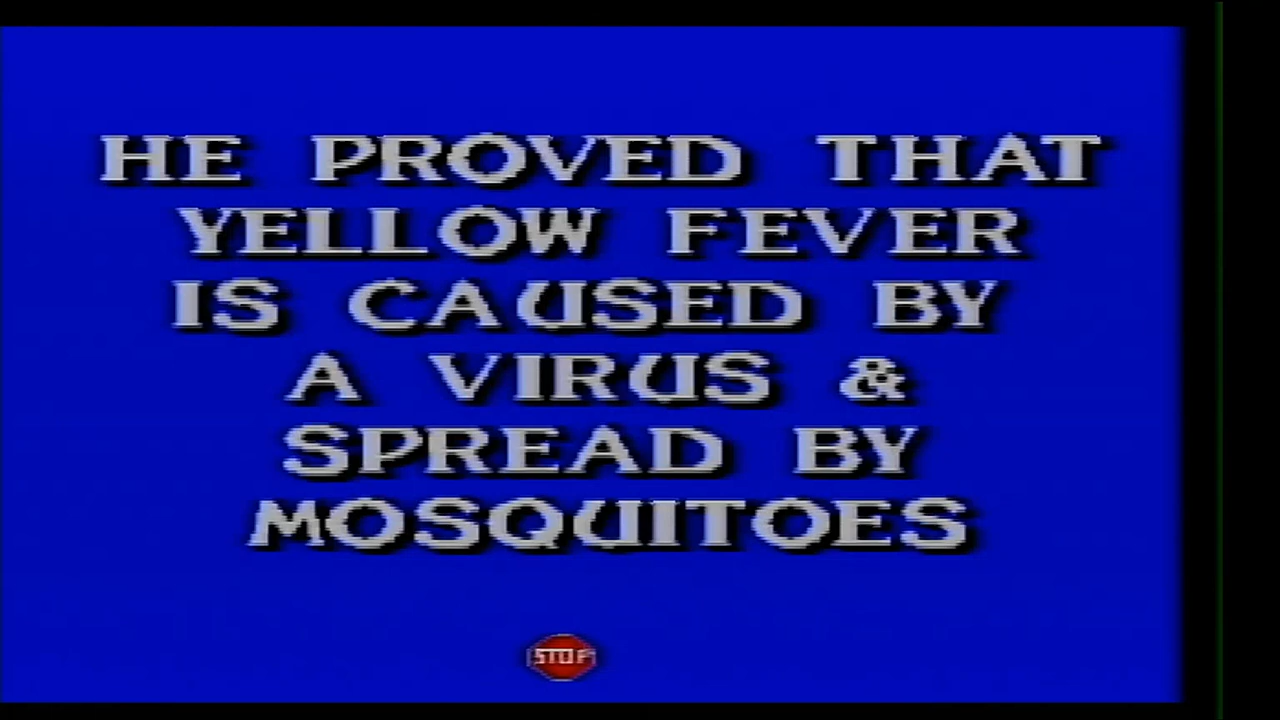 HE PROVED THAT
YELLOW FEVER
IS CAUSED BY
A VIRUS &
SPREAD BY
MOSQUITOES
STOP